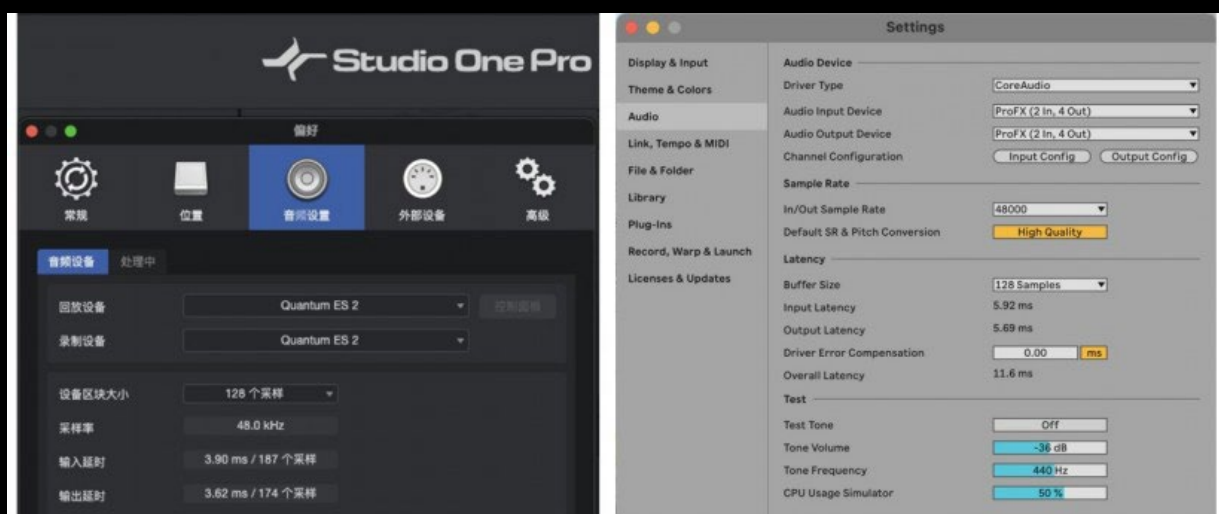 Studio One Pro
偏好
常规 位置 音频设置 外部设备 高级
音频设备 处理中
回放设备 Quantum ES 2 控制面板
录制设备 Quantum ES 2
设备区块大小 128 个采样
采样率 48.0 kHz
输入延时 3.90 ms / 187 个采样
输出延时 3.62 ms / 174 个采样
Settings
Display & Input
Theme & Colors
Audio
Link, Tempo & MIDI
File & Folder
Library
Plug-Ins
Record, Warp & Launch
Licenses & Updates
Audio Device
Driver Type CoreAudio
Audio Input Device ProFX (2 In, 4 Out)
Audio Output Device ProFX (2 In, 4 Out)
Channel Configuration Input Config Output Config
Sample Rate
In/Out Sample Rate 48000
Default SR & Pitch Conversion High Quality
Latency
Buffer Size 128 Samples
Input Latency 5.92 ms
Output Latency 5.69 ms
Driver Error Compensation 0.00 ms
Overall Latency 11.6 ms
Test
Test Tone Off
Tone Volume -36 dB
Tone Frequency 440 Hz
CPU Usage Simulator 50 %